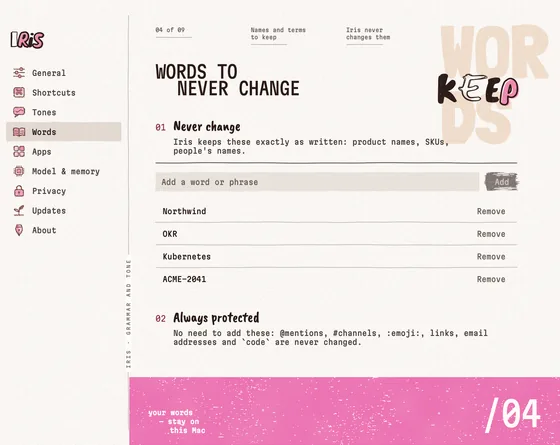 IRiS
General
Shortcuts
Tones
Words
Apps
Model & memory
Privacy
Updates
About
IRIS - GRAMMAR AND TONE
04 of 09
Names and terms
to keep
Iris never
changes them
WORDS TO
NEVER CHANGE
WOR
DS
KEEP
01 Never change
Iris keeps these exactly as written: product names, SKUs,
people's names.
Add a word or phrase
Add
Northwind Remove
OKR Remove
Kubernetes Remove
ACME-2041 Remove
02 Always protected
No need to add these: @mentions, #channels, :emoji:, links, email
addresses and `code` are never changed.
your words
— stay on
this Mac
/04